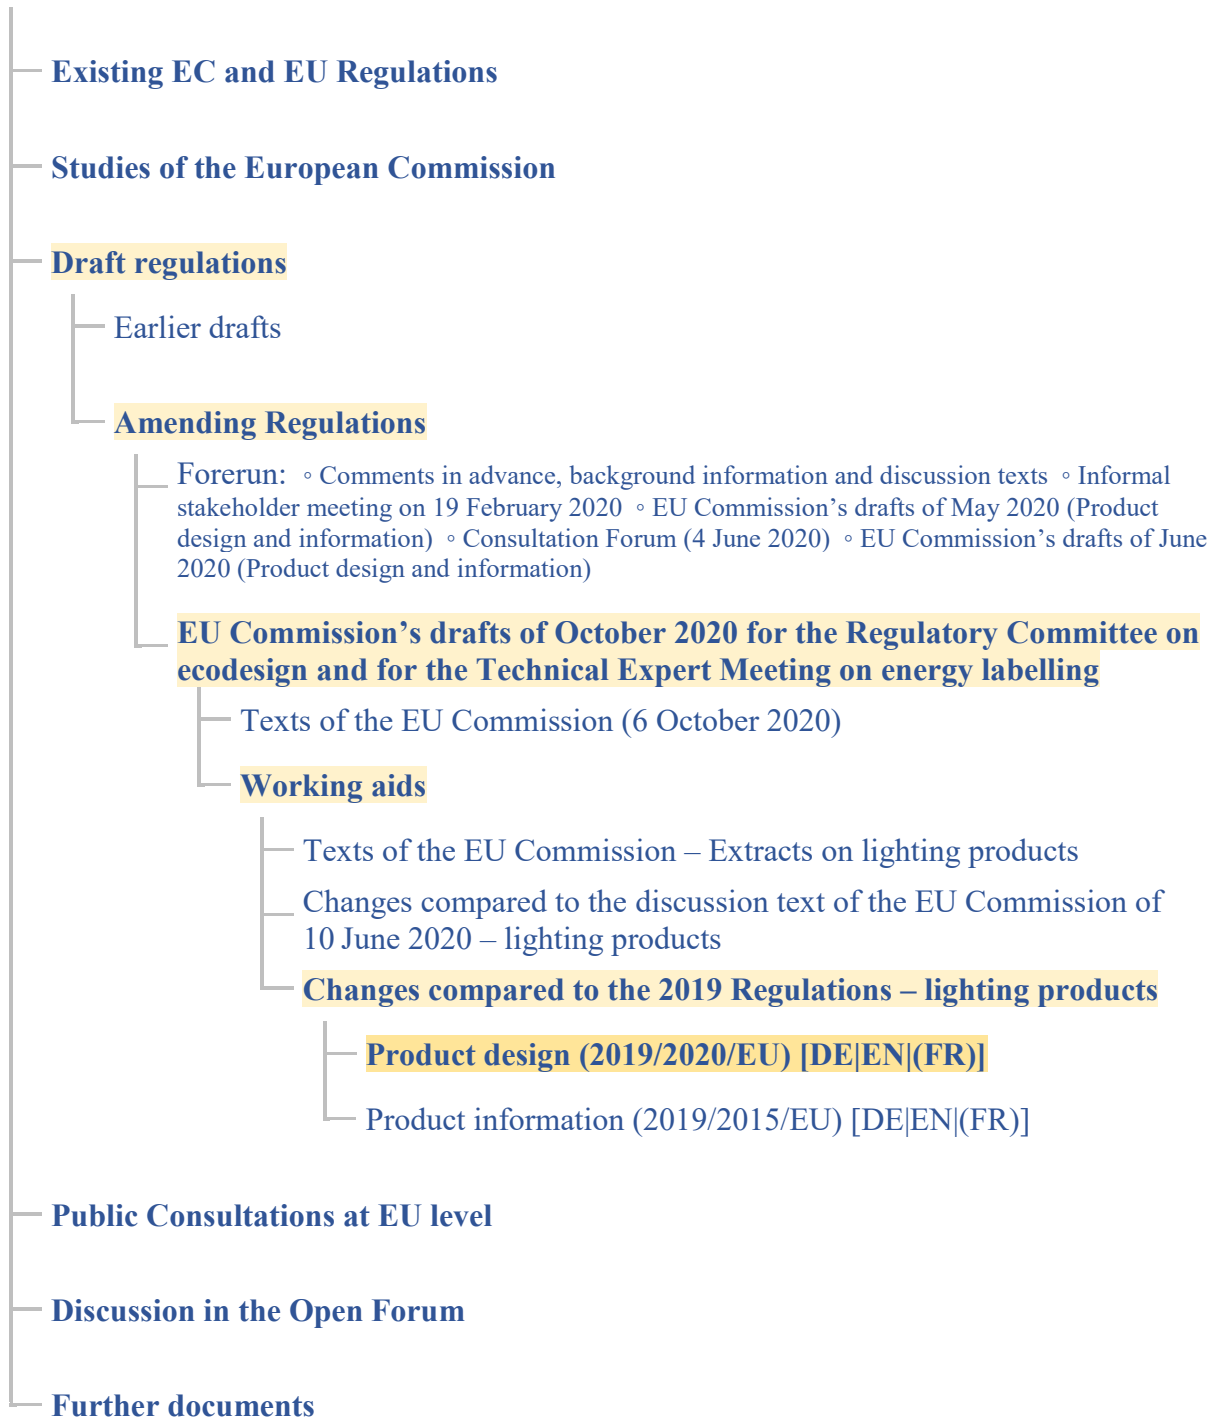 Existing EC and EU Regulations
Studies of the European Commission
Draft regulations
Earlier drafts
Amending Regulations
Forerun: ◦ Comments in advance, background information and discussion texts ◦ Informal
stakeholder meeting on 19 February 2020 ◦ EU Commission’s drafts of May 2020 (Product
design and information) ◦ Consultation Forum (4 June 2020) ◦ EU Commission’s drafts of June
2020 (Product design and information)
EU Commission’s drafts of October 2020 for the Regulatory Committee on
ecodesign and for the Technical Expert Meeting on energy labelling
Texts of the EU Commission (6 October 2020)
Working aids
Texts of the EU Commission – Extracts on lighting products
Changes compared to the discussion text of the EU Commission of
10 June 2020 – lighting products
Changes compared to the 2019 Regulations – lighting products
Product design (2019/2020/EU) [DE|EN|(FR)]
Product information (2019/2015/EU) [DE|EN|(FR)]
Public Consultations at EU level
Discussion in the Open Forum
Further documents